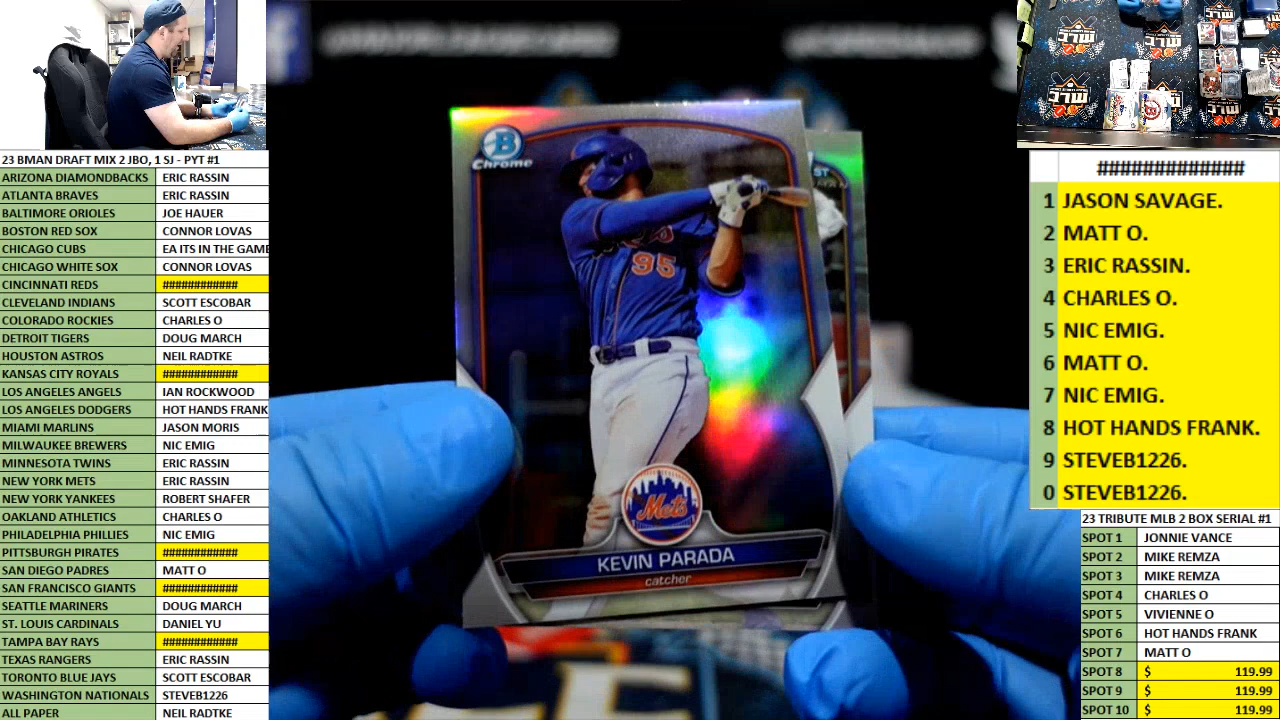 23 BMAN DRAFT MIX 2 JBO, 1 SJ - PYT #1
ARIZONA DIAMONDBACKS ERIC RASSIN
ATLANTA BRAVES ERIC RASSIN
BALTIMORE ORIOLES JOE HAUER
BOSTON RED SOX CONNOR LOVAS
CHICAGO CUBS EA ITS IN THE GAME
CHICAGO WHITE SOX CONNOR LOVAS
CINCINNATI REDS ############
CLEVELAND INDIANS SCOTT ESCOBAR
COLORADO ROCKIES CHARLES O
DETROIT TIGERS DOUG MARCH
HOUSTON ASTROS NEIL RADTKE
KANSAS CITY ROYALS ############
LOS ANGELES ANGELS IAN ROCKWOOD
LOS ANGELES DODGERS HOT HANDS FRANK
MIAMI MARLINS JASON MORIS
MILWAUKEE BREWERS NIC EMIG
MINNESOTA TWINS ERIC RASSIN
NEW YORK METS ERIC RASSIN
NEW YORK YANKEES ROBERT SHAFER
OAKLAND ATHLETICS CHARLES O
PHILADELPHIA PHILLIES NIC EMIG
PITTSBURGH PIRATES ############
SAN DIEGO PADRES MATT O
SAN FRANCISCO GIANTS ############
SEATTLE MARINERS DOUG MARCH
ST. LOUIS CARDINALS DANIEL YU
TAMPA BAY RAYS ############
TEXAS RANGERS ERIC RASSIN
TORONTO BLUE JAYS SCOTT ESCOBAR
WASHINGTON NATIONALS STEVEB1226
ALL PAPER NEIL RADTKE
B
Chrome
ST
95
Mets
KEVIN PARADA
catcher
שרב
שרב
שרב
שרב
#############
1 JASON SAVAGE.
2 MATT O.
3 ERIC RASSIN.
4 CHARLES O.
5 NIC EMIG.
6 MATT O.
7 NIC EMIG.
8 HOT HANDS FRANK.
9 STEVEB1226.
0 STEVEB1226.
23 TRIBUTE MLB 2 BOX SERIAL #1
SPOT 1 JONNIE VANCE
SPOT 2 MIKE REMZA
SPOT 3 MIKE REMZA
SPOT 4 CHARLES O
SPOT 5 VIVIENNE O
SPOT 6 HOT HANDS FRANK
SPOT 7 MATT O
SPOT 8 $ 119.99
SPOT 9 $ 119.99
SPOT 10 $ 119.99